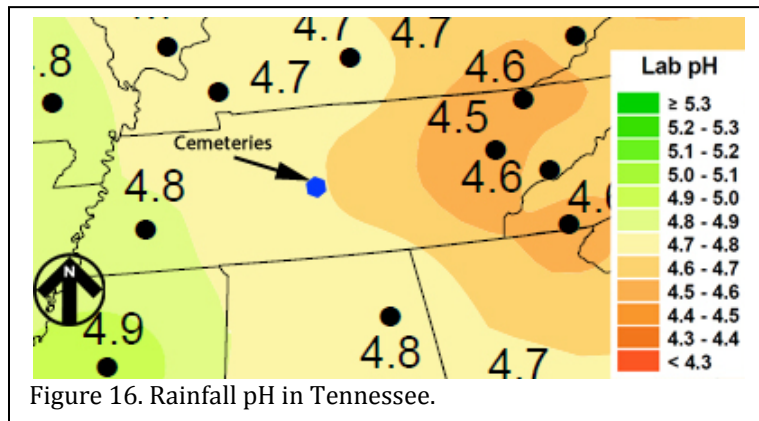 4.7
4.7
4.8
4.7
4.6
4.5
Cemeteries
4.6
4.8
N
4.9
4.8
4.7
Lab pH
≥ 5.3
5.2 - 5.3
5.1 - 5.2
5.0 - 5.1
4.9 - 5.0
4.8 - 4.9
4.7 - 4.8
4.6 - 4.7
4.5 - 4.6
4.4 - 4.5
4.3 - 4.4
< 4.3
Figure 16. Rainfall pH in Tennessee.